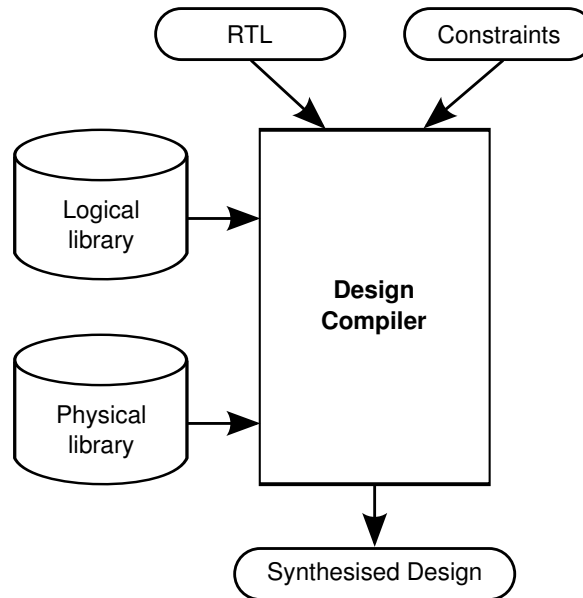 RTL
Constraints
Logical
library
Design
Compiler
Physical
library
Synthesised Design